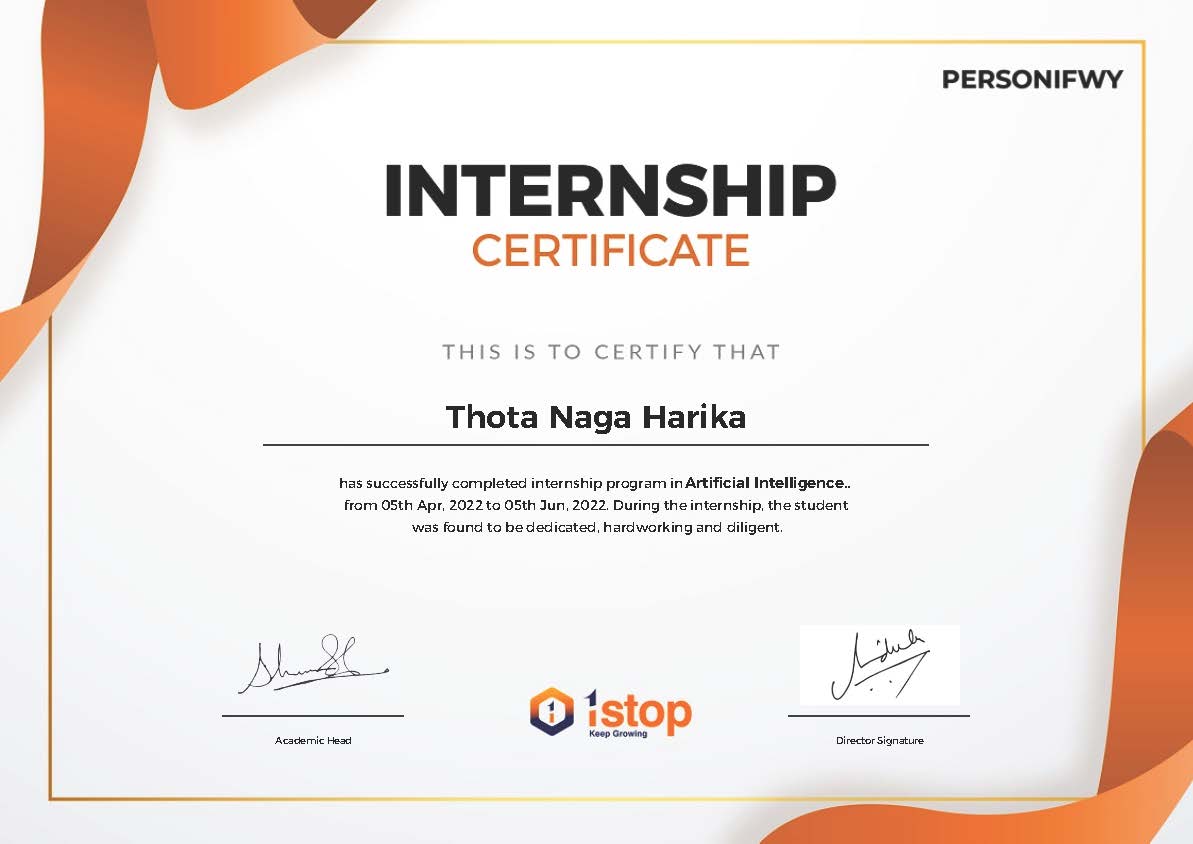 PERSONIFWY
INTERNSHIP
CERTIFICATE
THIS IS TO CERTIFY THAT
Thota Naga Harika
has successfully completed internship program in Artificial Intelligence..
from 05th Apr, 2022 to 05th Jun, 2022. During the internship, the student
was found to be dedicated, hardworking and diligent.
1stop
Keep Growing
Academic Head
Director Signature